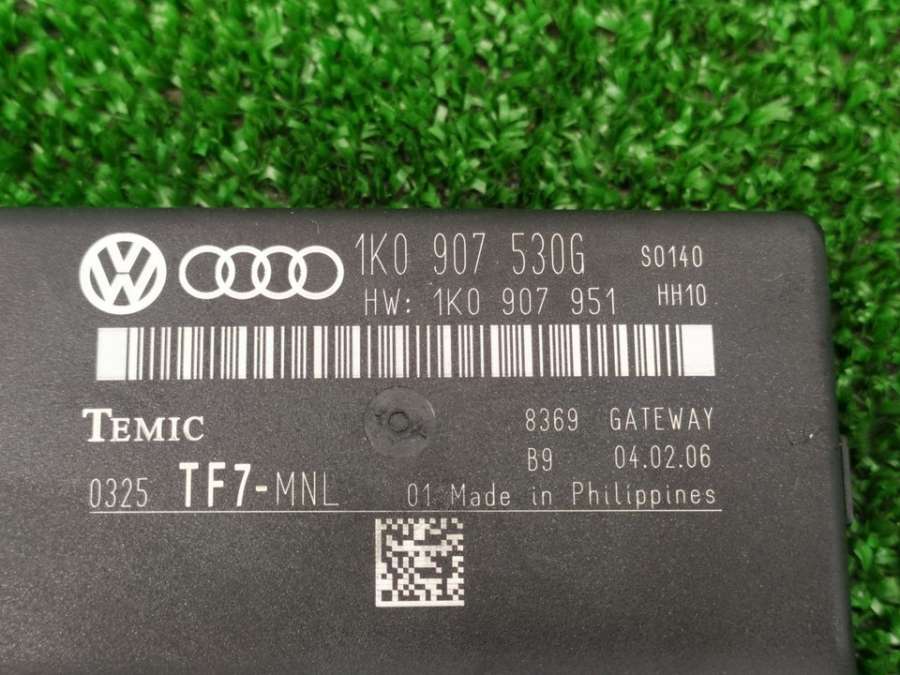 1K0 907 530G S0140
HW: 1K0 907 951 HH10
TEMIC
8369 GATEWAY
B9 04.02.06
0325 TF7-MNL 01 Made in Philippines